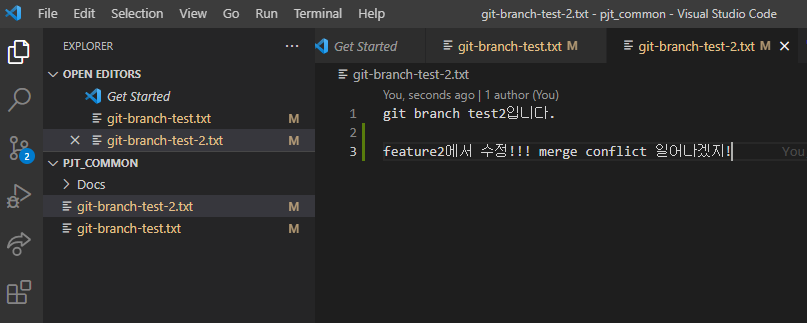 File Edit Selection View Go Run Terminal Help git-branch-test-2.txt - pjt_common - Visual Studio Code
EXPLORER ···
OPEN EDITORS
Get Started
git-branch-test.txt M
× git-branch-test-2.txt M
PJT_COMMON
Docs
git-branch-test-2.txt M
git-branch-test.txt M
2
Get Started git-branch-test.txt M git-branch-test-2.txt M ×
git-branch-test-2.txt
You, seconds ago | 1 author (You)
1 git branch test2입니다.
2
3 feature2에서 수정!!! merge conflict 일어나겠지! You